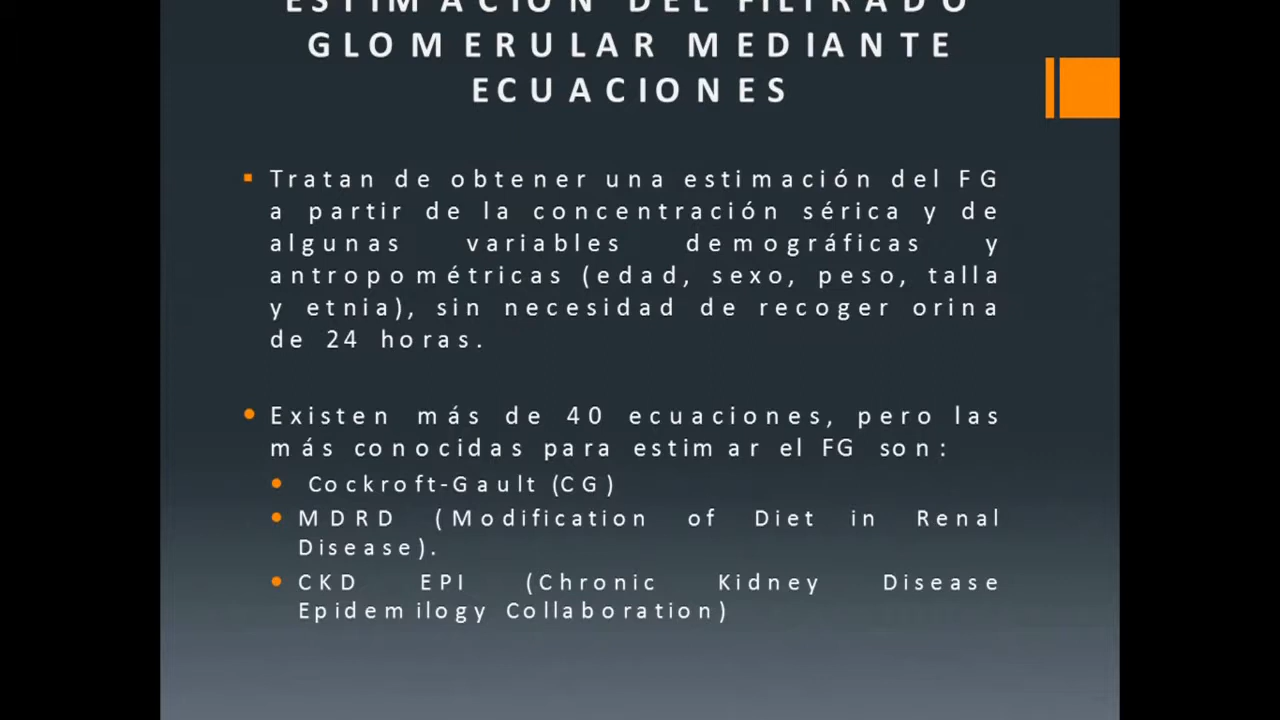 ESTIMACIÓN DEL FILTRADO
GLOMERULAR MEDIANTE
ECUACIONES
Tratan de obtener una estimación del FG
a partir de la concentración sérica y de
algunas variables demográficas y
antropométricas (edad, sexo, peso, talla
y etnia), sin necesidad de recoger orina
de 24 horas.
Existen más de 40 ecuaciones, pero las
más conocidas para estimar el FG son:
Cockroft-Gault (CG)
MDRD (Modification of Diet in Renal
Disease).
CKD EPI (Chronic Kidney Disease
Epidemilogy Collaboration)